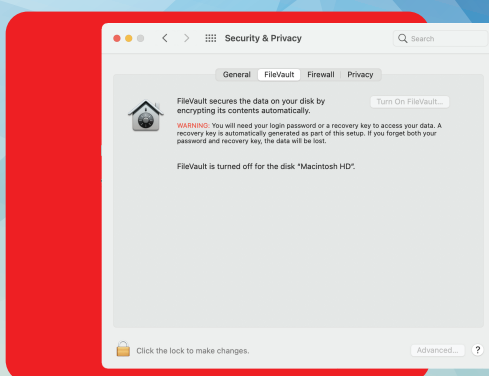 Security & Privacy
Search
General FileVault Firewall Privacy
FileVault secures the data on your disk by
encrypting its contents automatically.
Turn On FileVault...
WARNING: You will need your login password or a recovery key to access your data. A
recovery key is automatically generated as part of this setup. If you forget both your
password and recovery key, the data will be lost.
FileVault is turned off for the disk “Macintosh HD”.
Click the lock to make changes.
Advanced...
?